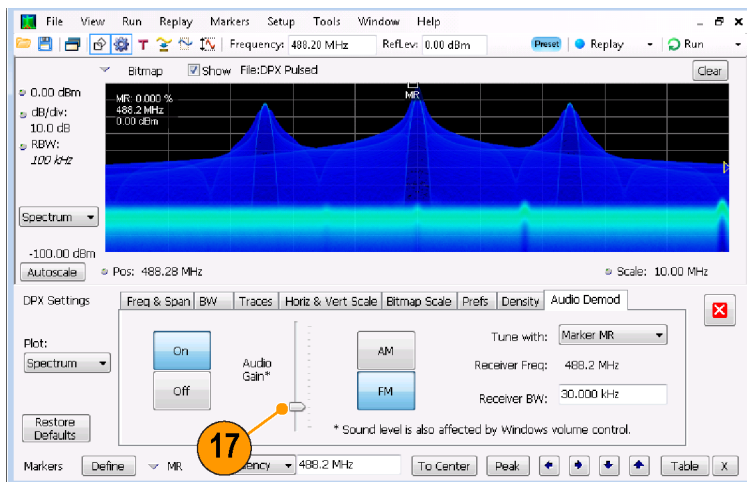 File View Run Replay Markers Setup Tools Window Help
T Frequency: 488.20 MHz RefLev: 0.00 dBm Preset Replay Run
Bitmap Show File:DPX Pulsed Clear
0.00 dBm
dB/div:
10.0 dB
RBW:
100 kHz
MR: 0.000 %
488.2 MHz
0.00 dBm
MR
Spectrum
-100.00 dBm
Autoscale Pos: 488.28 MHz Scale: 10.00 MHz
DPX Settings Freq & Span BW Traces Horiz & Vert Scale Bitmap Scale Prefs Density Audio Demod
Plot:
Spectrum
Restore
Defaults
On
Off
Audio
Gain*
AM
FM
Tune with: Marker MR
Receiver Freq: 488.2 MHz
Receiver BW: 30.000 kHz
* Sound level is also affected by Windows volume control.
17
Markers Define MR 488.2 MHz To Center Peak Table X